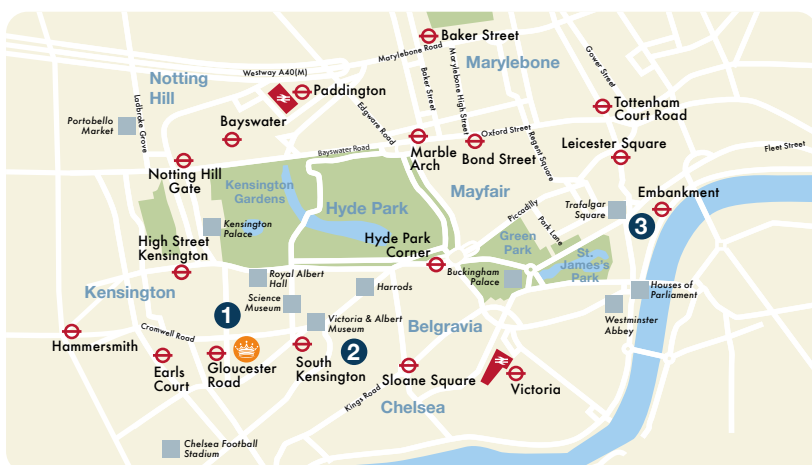 Baker Street
Marylebone Road
Marylebone
Gower Street
Notting
Hill
Westway A40(M)
Paddington
Baker Street
Marylebone High Street
Ladbroke Grove
Portobello
Market
Bayswater
Edgware Road
Tottenham
Court Road
Oxford Street
Regent Square
Leicester Square
Fleet Street
Bayswater Road
Marble
Arch
Bond Street
Notting Hill
Gate
Kensington
Gardens
Hyde Park
Mayfair
Embankment
Piccadilly
Trafalgar
Square
3
Kensington
Palace
Park Lane
Green
Park
High Street
Kensington
Hyde Park
Corner
St.
James's
Park
Buckingham
Palace
Royal Albert
Hall
Harrods
Houses of
Parliament
Kensington
Science
Museum
1
Victoria & Albert
Museum
Belgravia
Westminster
Abbey
Cromwell Road
Hammersmith
Earls
Court
Gloucester
Road
South
Kensington
2
Sloane Square
Victoria
Kings Road
Chelsea
Chelsea Football
Stadium